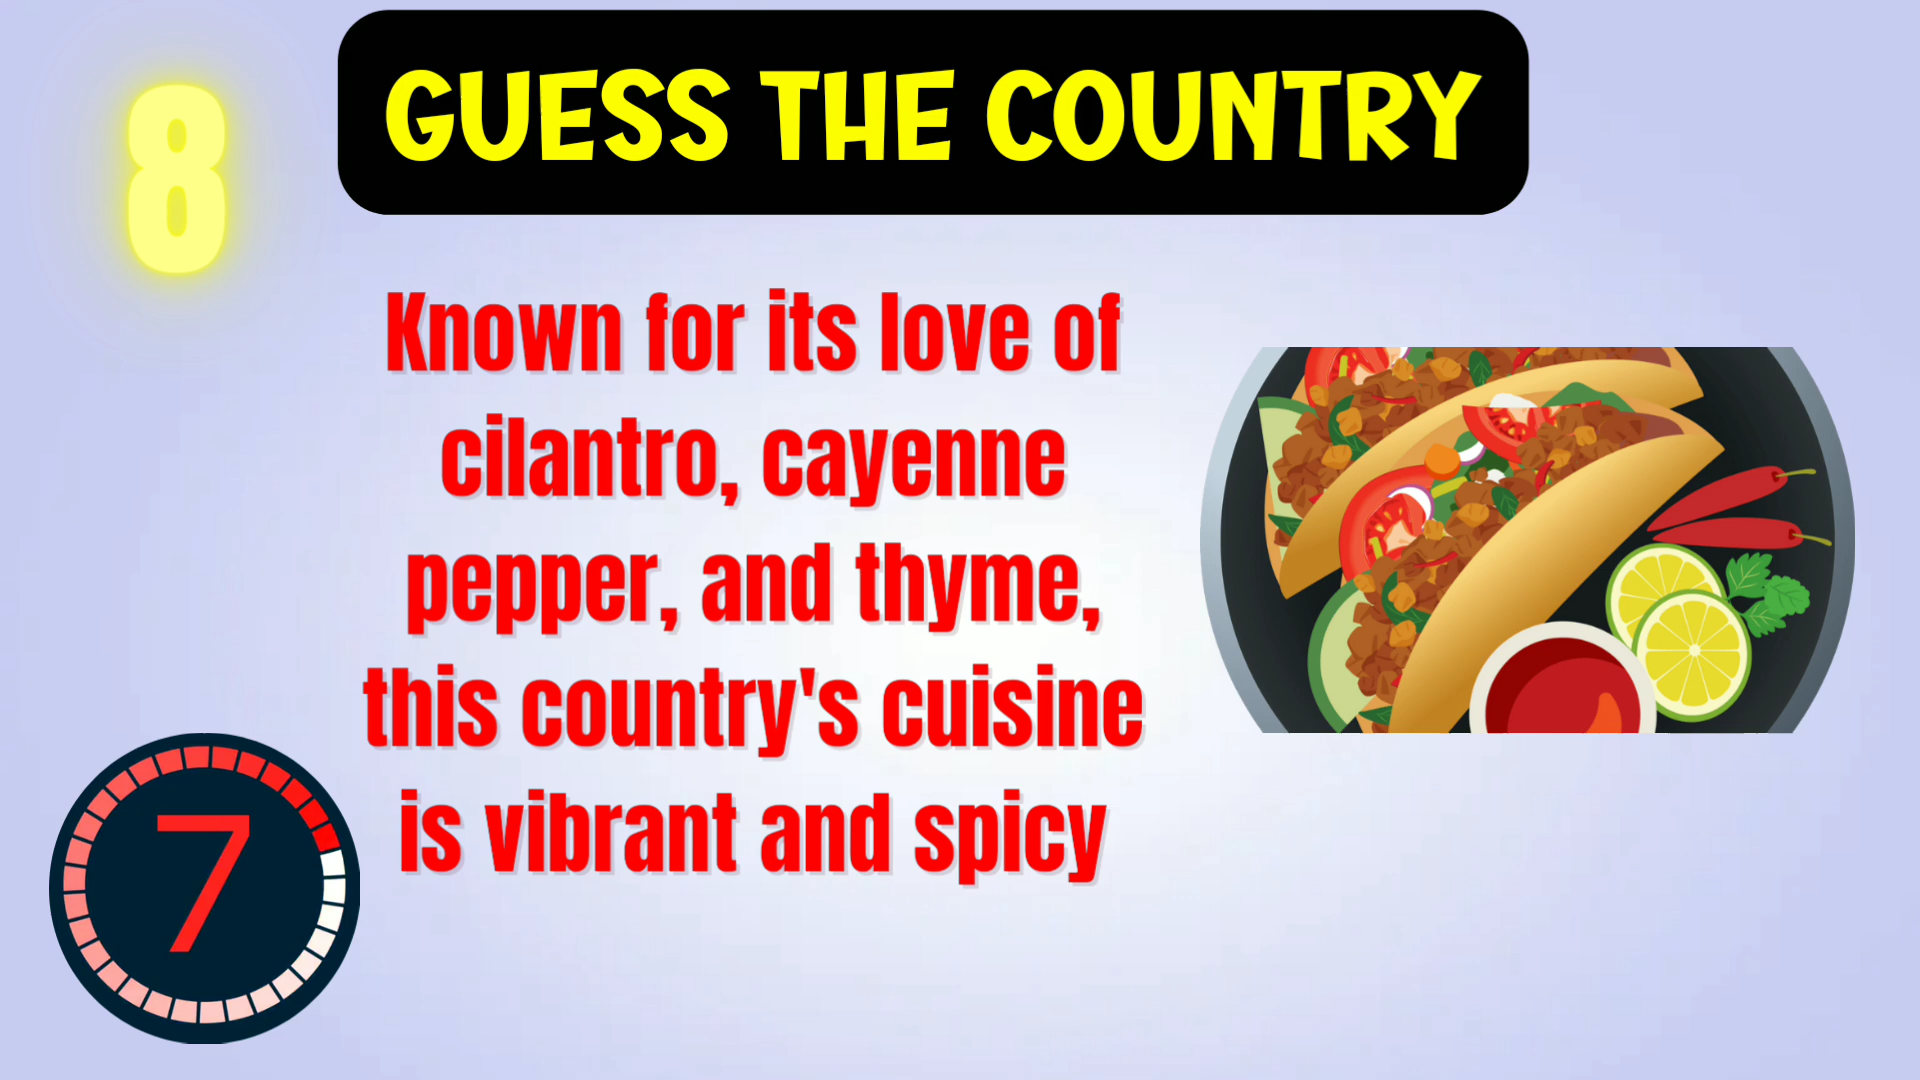 8
GUESS THE COUNTRY
Known for its love of
cilantro, cayenne
pepper, and thyme,
this country's cuisine
is vibrant and spicy
7